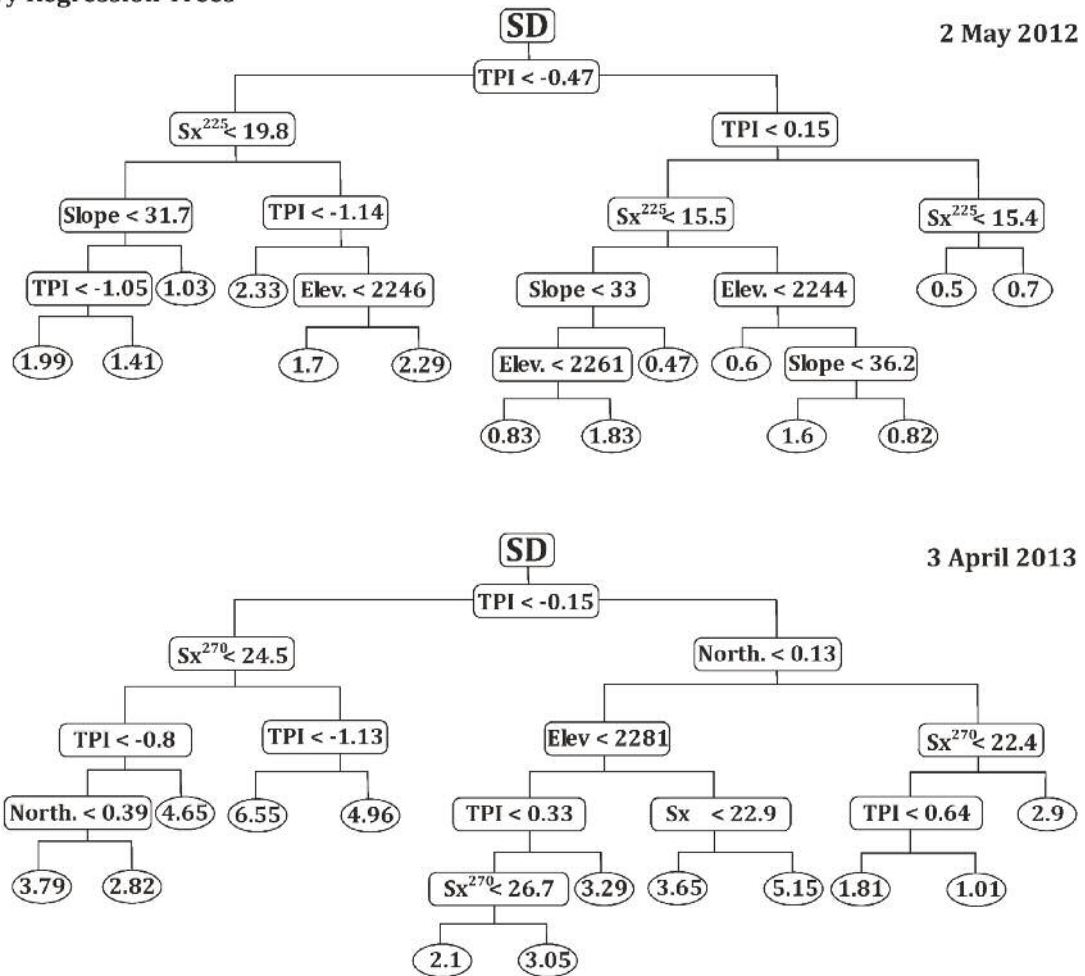 y Regression Trees
SD
2 May 2012
TPI < -0.47
Sx²²⁵< 19.8
TPI < 0.15
Slope < 31.7
TPI < -1.14
Sx²²⁵< 15.5
Sx²²⁵< 15.4
TPI < -1.05
1.03
2.33
Elev. < 2246
Slope < 33
Elev. < 2244
0.5
0.7
1.99
1.41
1.7
2.29
Elev. < 2261
0.47
0.6
Slope < 36.2
0.83
1.83
1.6
0.82
SD
3 April 2013
TPI < -0.15
Sx²⁷⁰< 24.5
North. < 0.13
TPI < -0.8
TPI < -1.13
Elev < 2281
Sx²⁷⁰< 22.4
North. < 0.39
4.65
6.55
4.96
TPI < 0.33
Sx < 22.9
TPI < 0.64
2.9
3.79
2.82
Sx²⁷⁰< 26.7
3.29
3.65
5.15
1.81
1.01
2.1
3.05